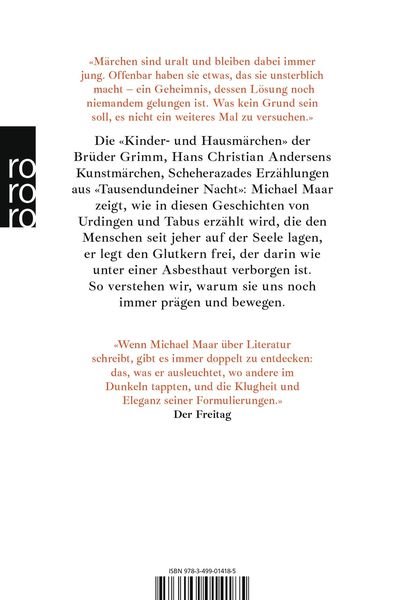 «Märchen sind uralt und bleiben dabei immer
jung. Offenbar haben sie etwas, das sie unsterblich
macht – ein Geheimnis, dessen Lösung noch
niemandem gelungen ist. Was kein Grund sein
soll, es nicht ein weiteres Mal zu versuchen.»
ro
ro
ro
Die «Kinder- und Hausmärchen» der
Brüder Grimm, Hans Christian Andersens
Kunstmärchen, Scheherazades Erzählungen
aus «Tausendundeiner Nacht»: Michael Maar
zeigt, wie in diesen Geschichten von
Urdingen und Tabus erzählt wird, die den
Menschen seit jeher auf der Seele lagen,
er legt den Glutkern frei, der darin wie
unter einer Asbesthaut verborgen ist.
So verstehen wir, warum sie uns noch
immer prägen und bewegen.
«Wenn Michael Maar über Literatur
schreibt, gibt es immer doppelt zu entdecken:
das, was er ausleuchtet, wo andere im
Dunkeln tappten, und die Klugheit und
Eleganz seiner Formulierungen.»
Der Freitag
ISBN 978-3-499-01418-5